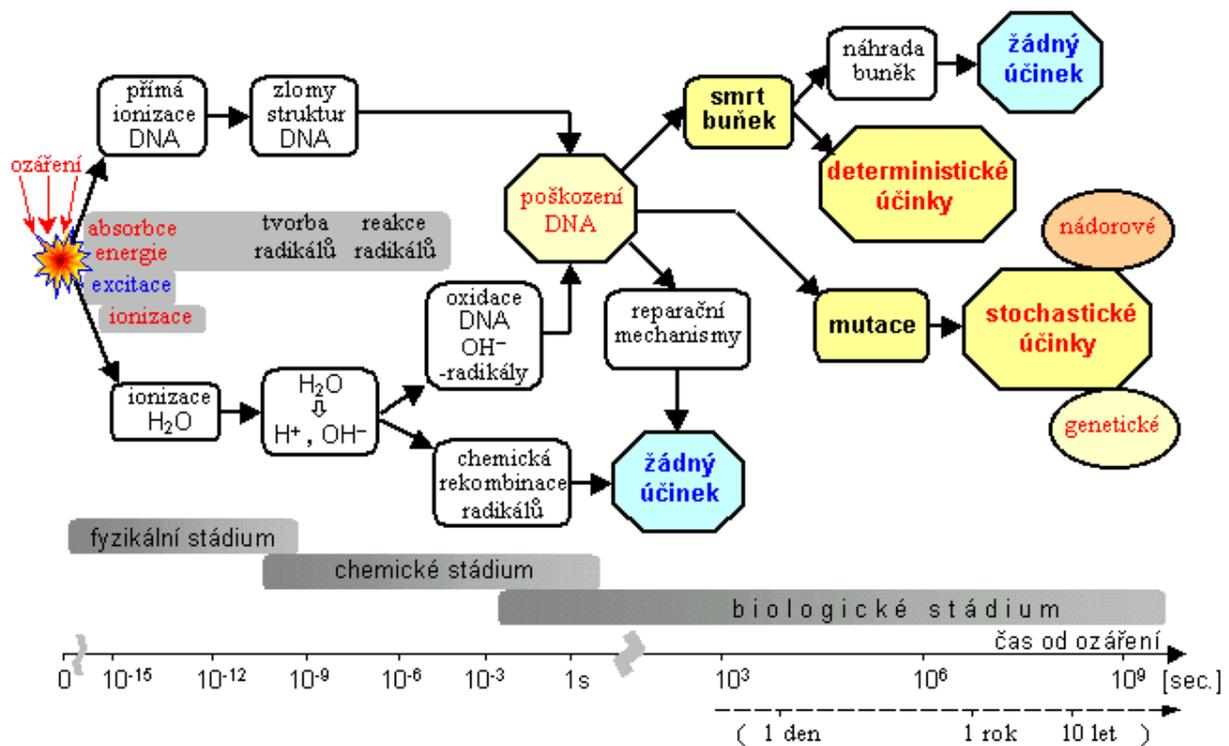 přímá
ionizace
DNA
zlomy
struktur
DNA
smrt
buňek
náhrada
buněk
žádný
účinek
ozáření
deterministické
účinky
poškození
DNA
absorbce
energie
tvorba
radikálů
reakce
radikálů
excitace
ionizace
nádorové
oxidace
DNA
OH⁻
-radikály
reparační
mechanismy
mutace
stochastické
účinky
ionizace
H₂O
H₂O
⇩
H⁺ , OH⁻
genetické
chemická
rekombinace
radikálů
žádný
účinek
fyzikální stádium
chemické stádium
biologické stádium
čas od ozáření
0 10⁻¹⁵ 10⁻¹² 10⁻⁹ 10⁻⁶ 10⁻³ 1s 10³ 10⁶ 10⁹ [sec.]
( 1 den 1 rok 10 let )